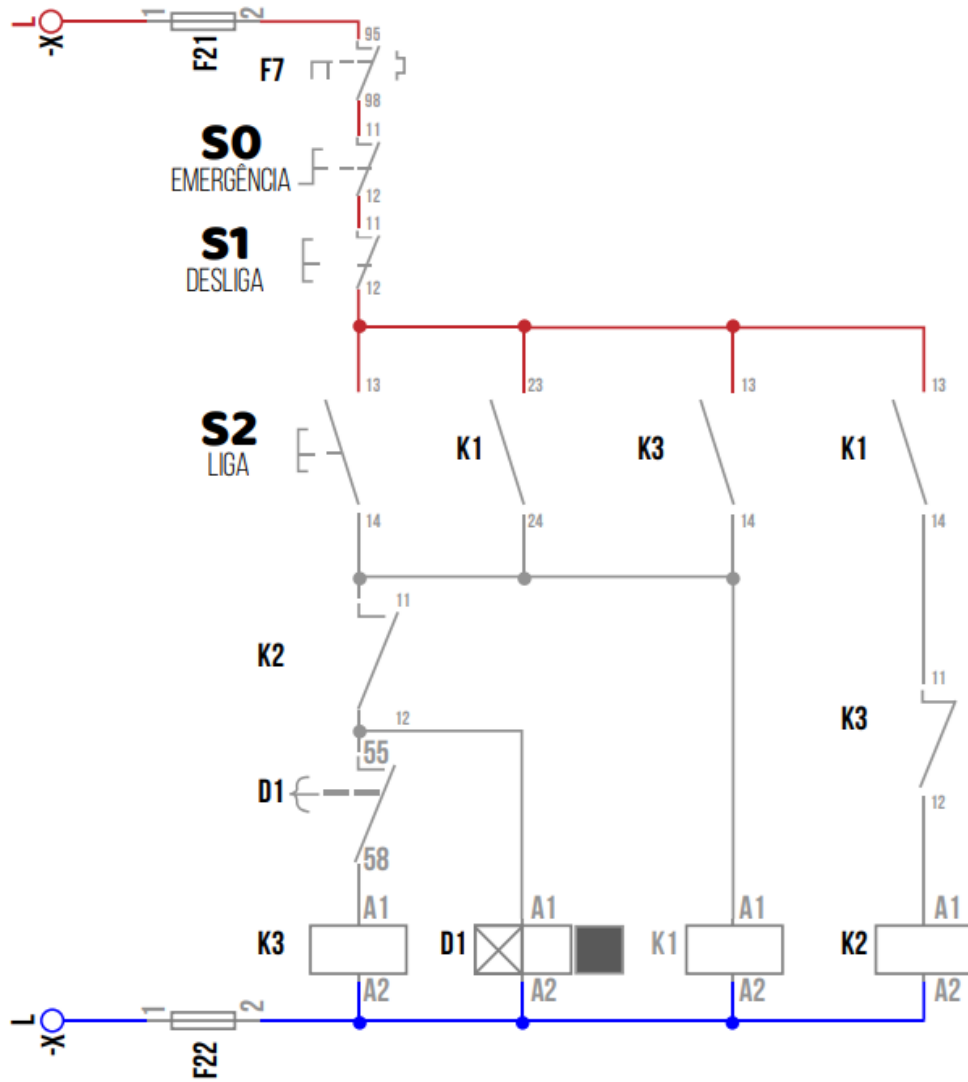 L
-X
1
2
F21
95
F7
98
11
S0
EMERGÊNCIA
12
11
S1
DESLIGA
12
13
23
13
13
S2
LIGA
K1
K3
K1
14
24
14
14
11
K2
12
11
K3
12
55
D1
58
A1
A1
A1
A1
K3
D1
K1
K2
A2
A2
A2
A2
L
-X
1
2
F22